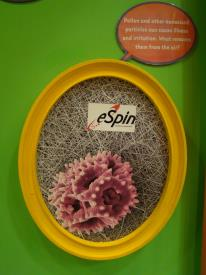 Pollen and other nanosized
particles can cause illness
and irritation. What removes
them from the air?
eSpin